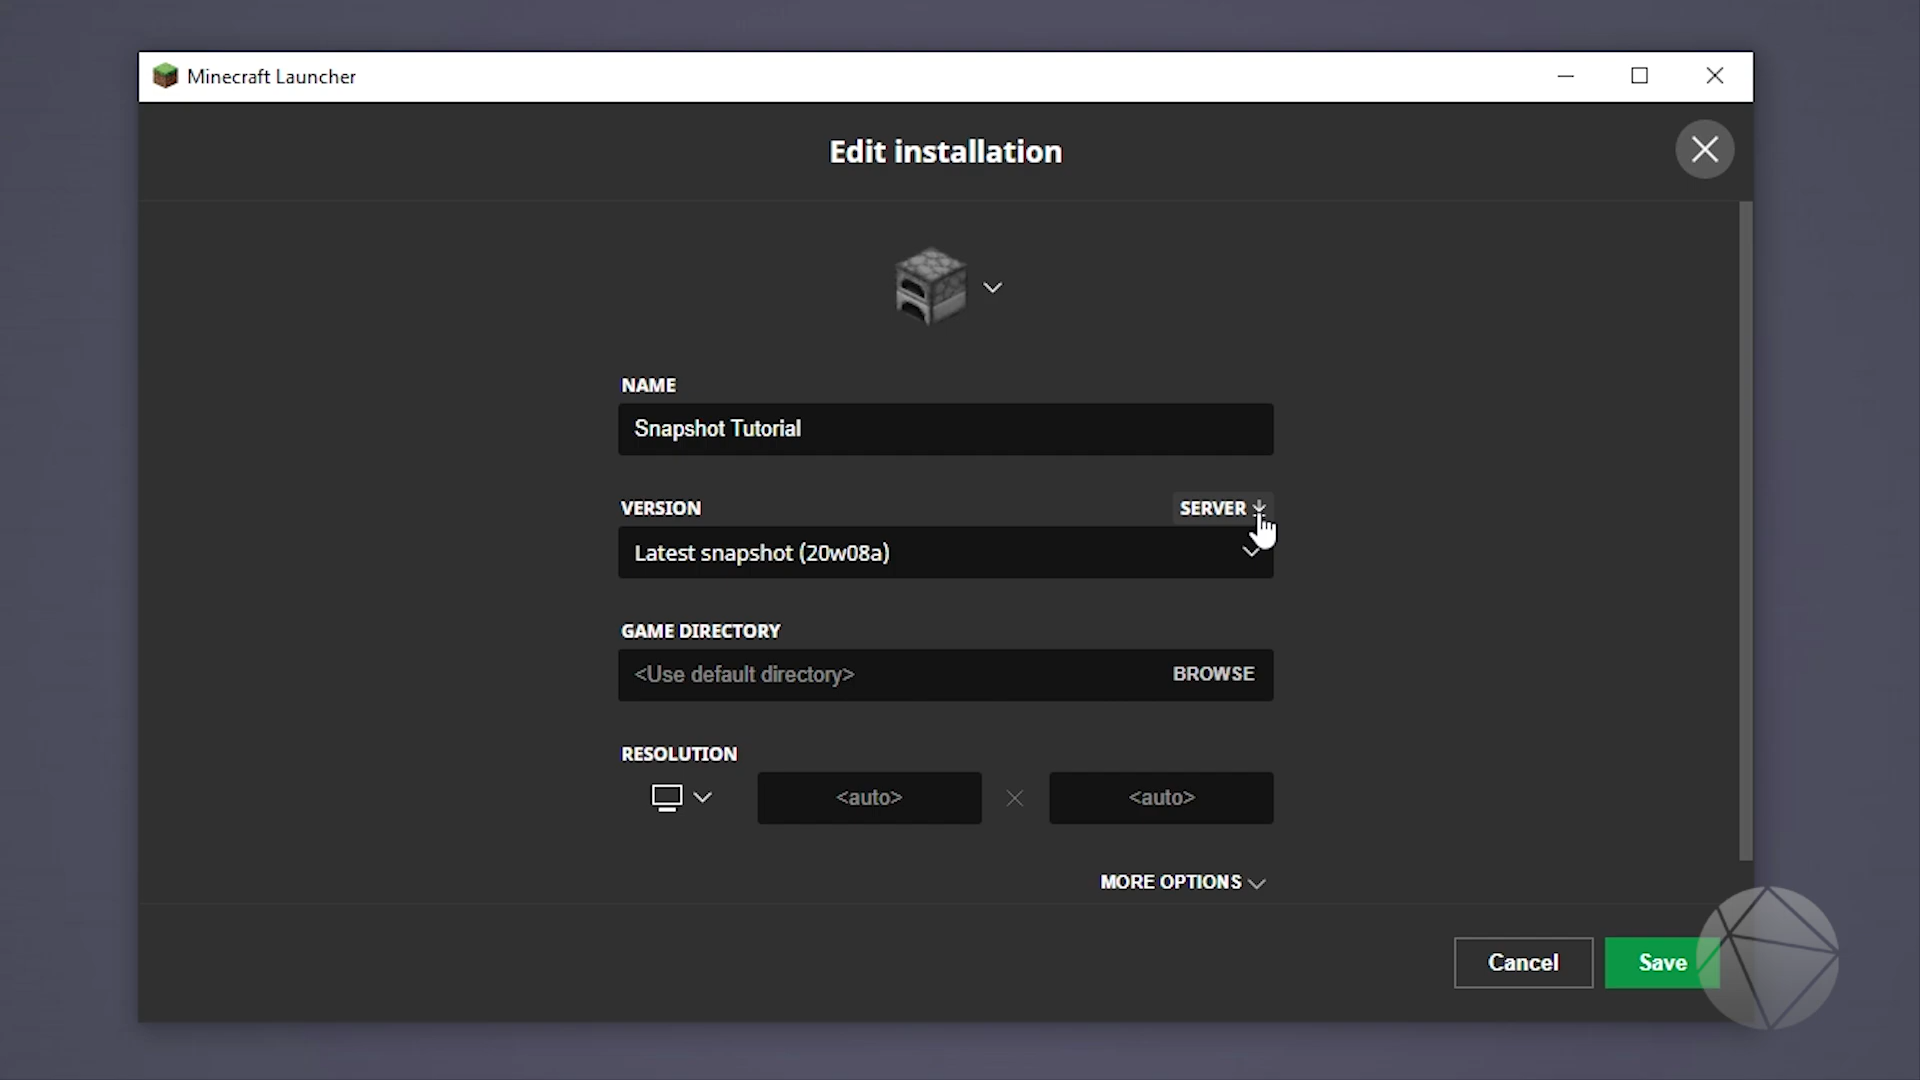 Minecraft Launcher
Edit installation
NAME
Snapshot Tutorial
VERSION
SERVER
Latest snapshot (20w08a)
GAME DIRECTORY
<Use default directory>
BROWSE
RESOLUTION
<auto>
<auto>
MORE OPTIONS
Cancel
Save